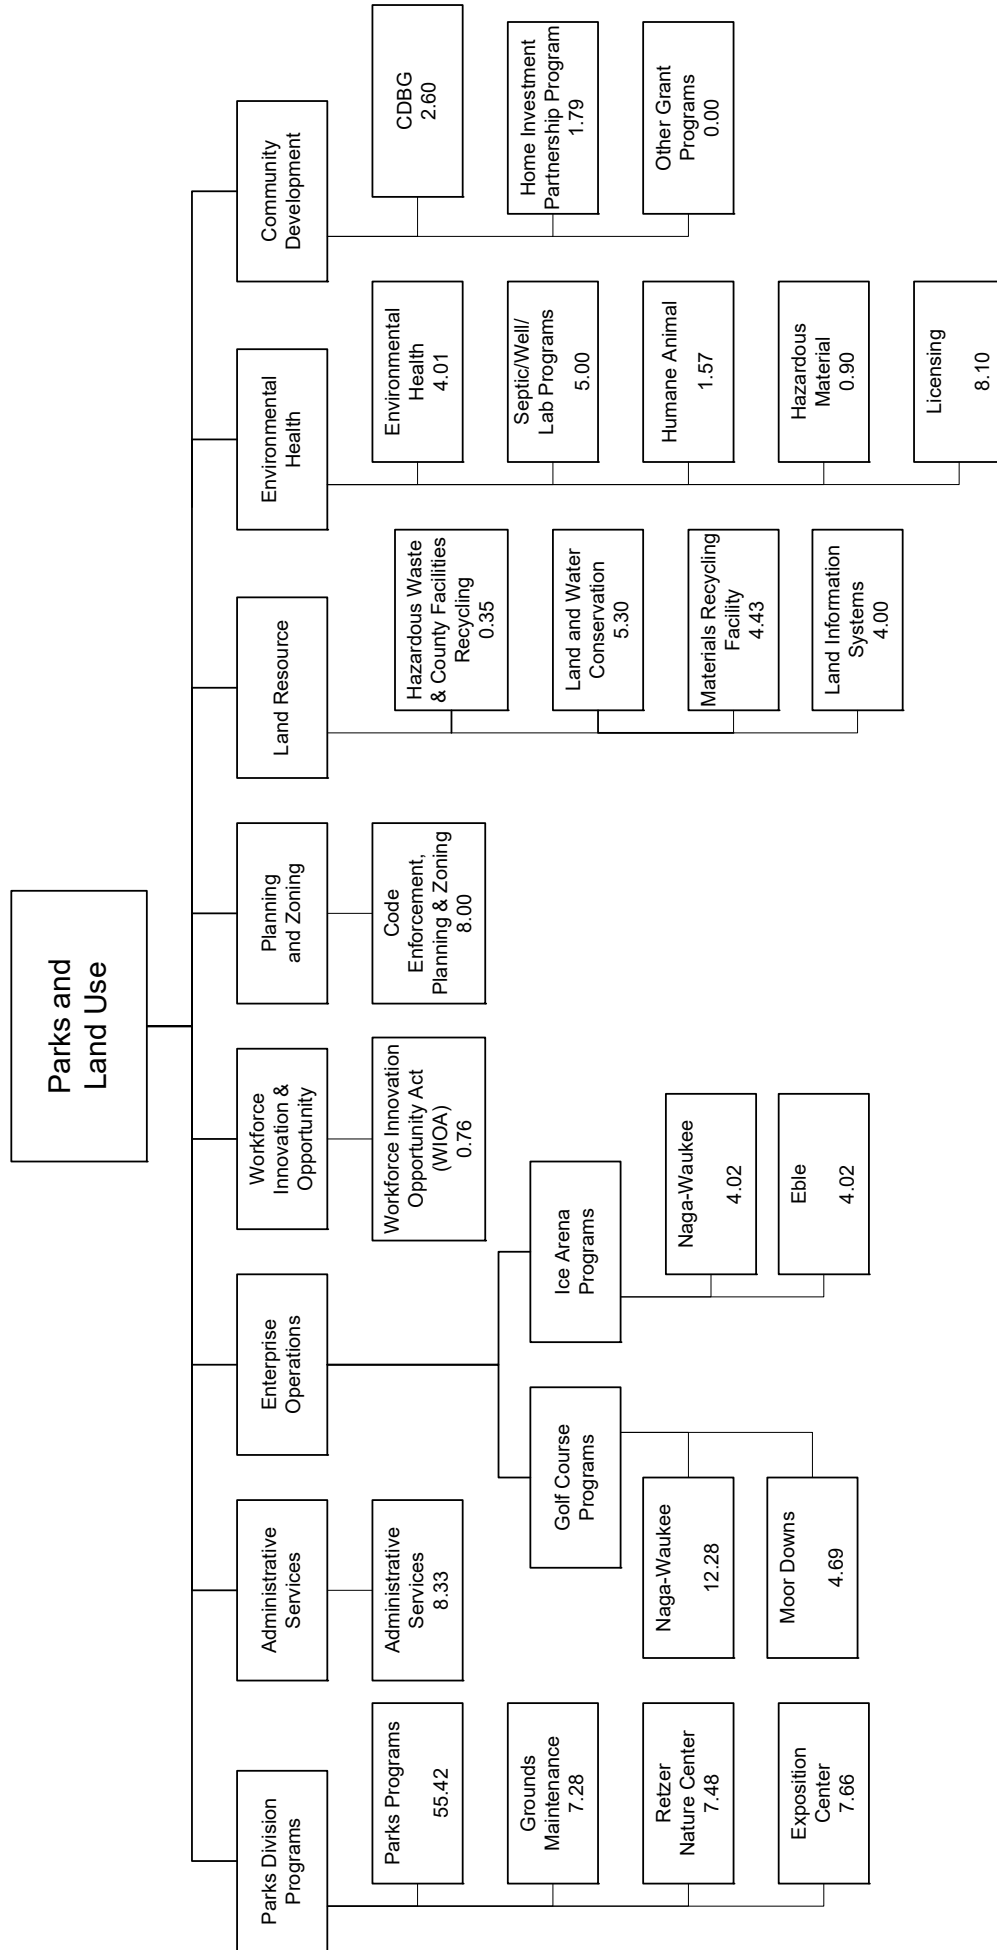 Parks and
Land Use
Parks Division
Programs
Parks Programs
55.42
Grounds
Maintenance
7.28
Retzer
Nature Center
7.48
Exposition
Center
7.66
Administrative
Services
Administrative
Services
8.33
Enterprise
Operations
Golf Course
Programs
Naga-Waukee
12.28
Moor Downs
4.69
Ice Arena
Programs
Naga-Waukee
4.02
Eble
4.02
Workforce
Innovation &
Opportunity
Workforce Innovation
Opportunity Act
(WIOA)
0.76
Planning
and Zoning
Code
Enforcement,
Planning & Zoning
8.00
Land Resource
Hazardous Waste
& County Facilities
Recycling
0.35
Land and Water
Conservation
5.30
Materials Recycling
Facility
4.43
Land Information
Systems
4.00
Environmental
Health
Environmental
Health
4.01
Septic/Well/
Lab Programs
5.00
Humane Animal
1.57
Hazardous
Material
0.90
Licensing
8.10
Community
Development
CDBG
2.60
Home Investment
Partnership Program
1.79
Other Grant
Programs
0.00